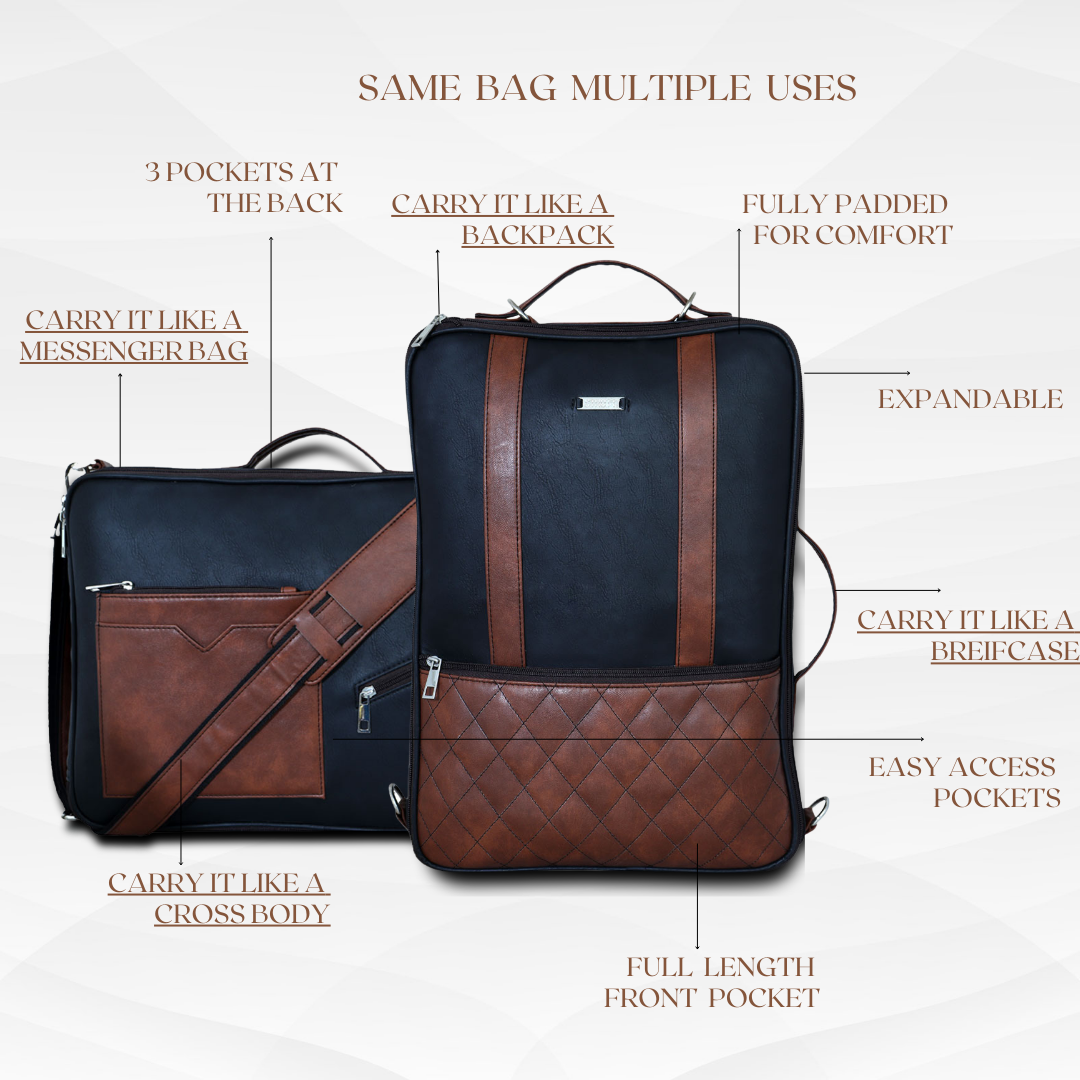 SAME BAG MULTIPLE USES
3 POCKETS AT
THE BACK
CARRY IT LIKE A
BACKPACK
FULLY PADDED
FOR COMFORT
CARRY IT LIKE A
MESSENGER BAG
EXPANDABLE
CARRY IT LIKE A
BREIFCASE
EASY ACCESS
POCKETS
CARRY IT LIKE A
CROSS BODY
FULL LENGTH
FRONT POCKET